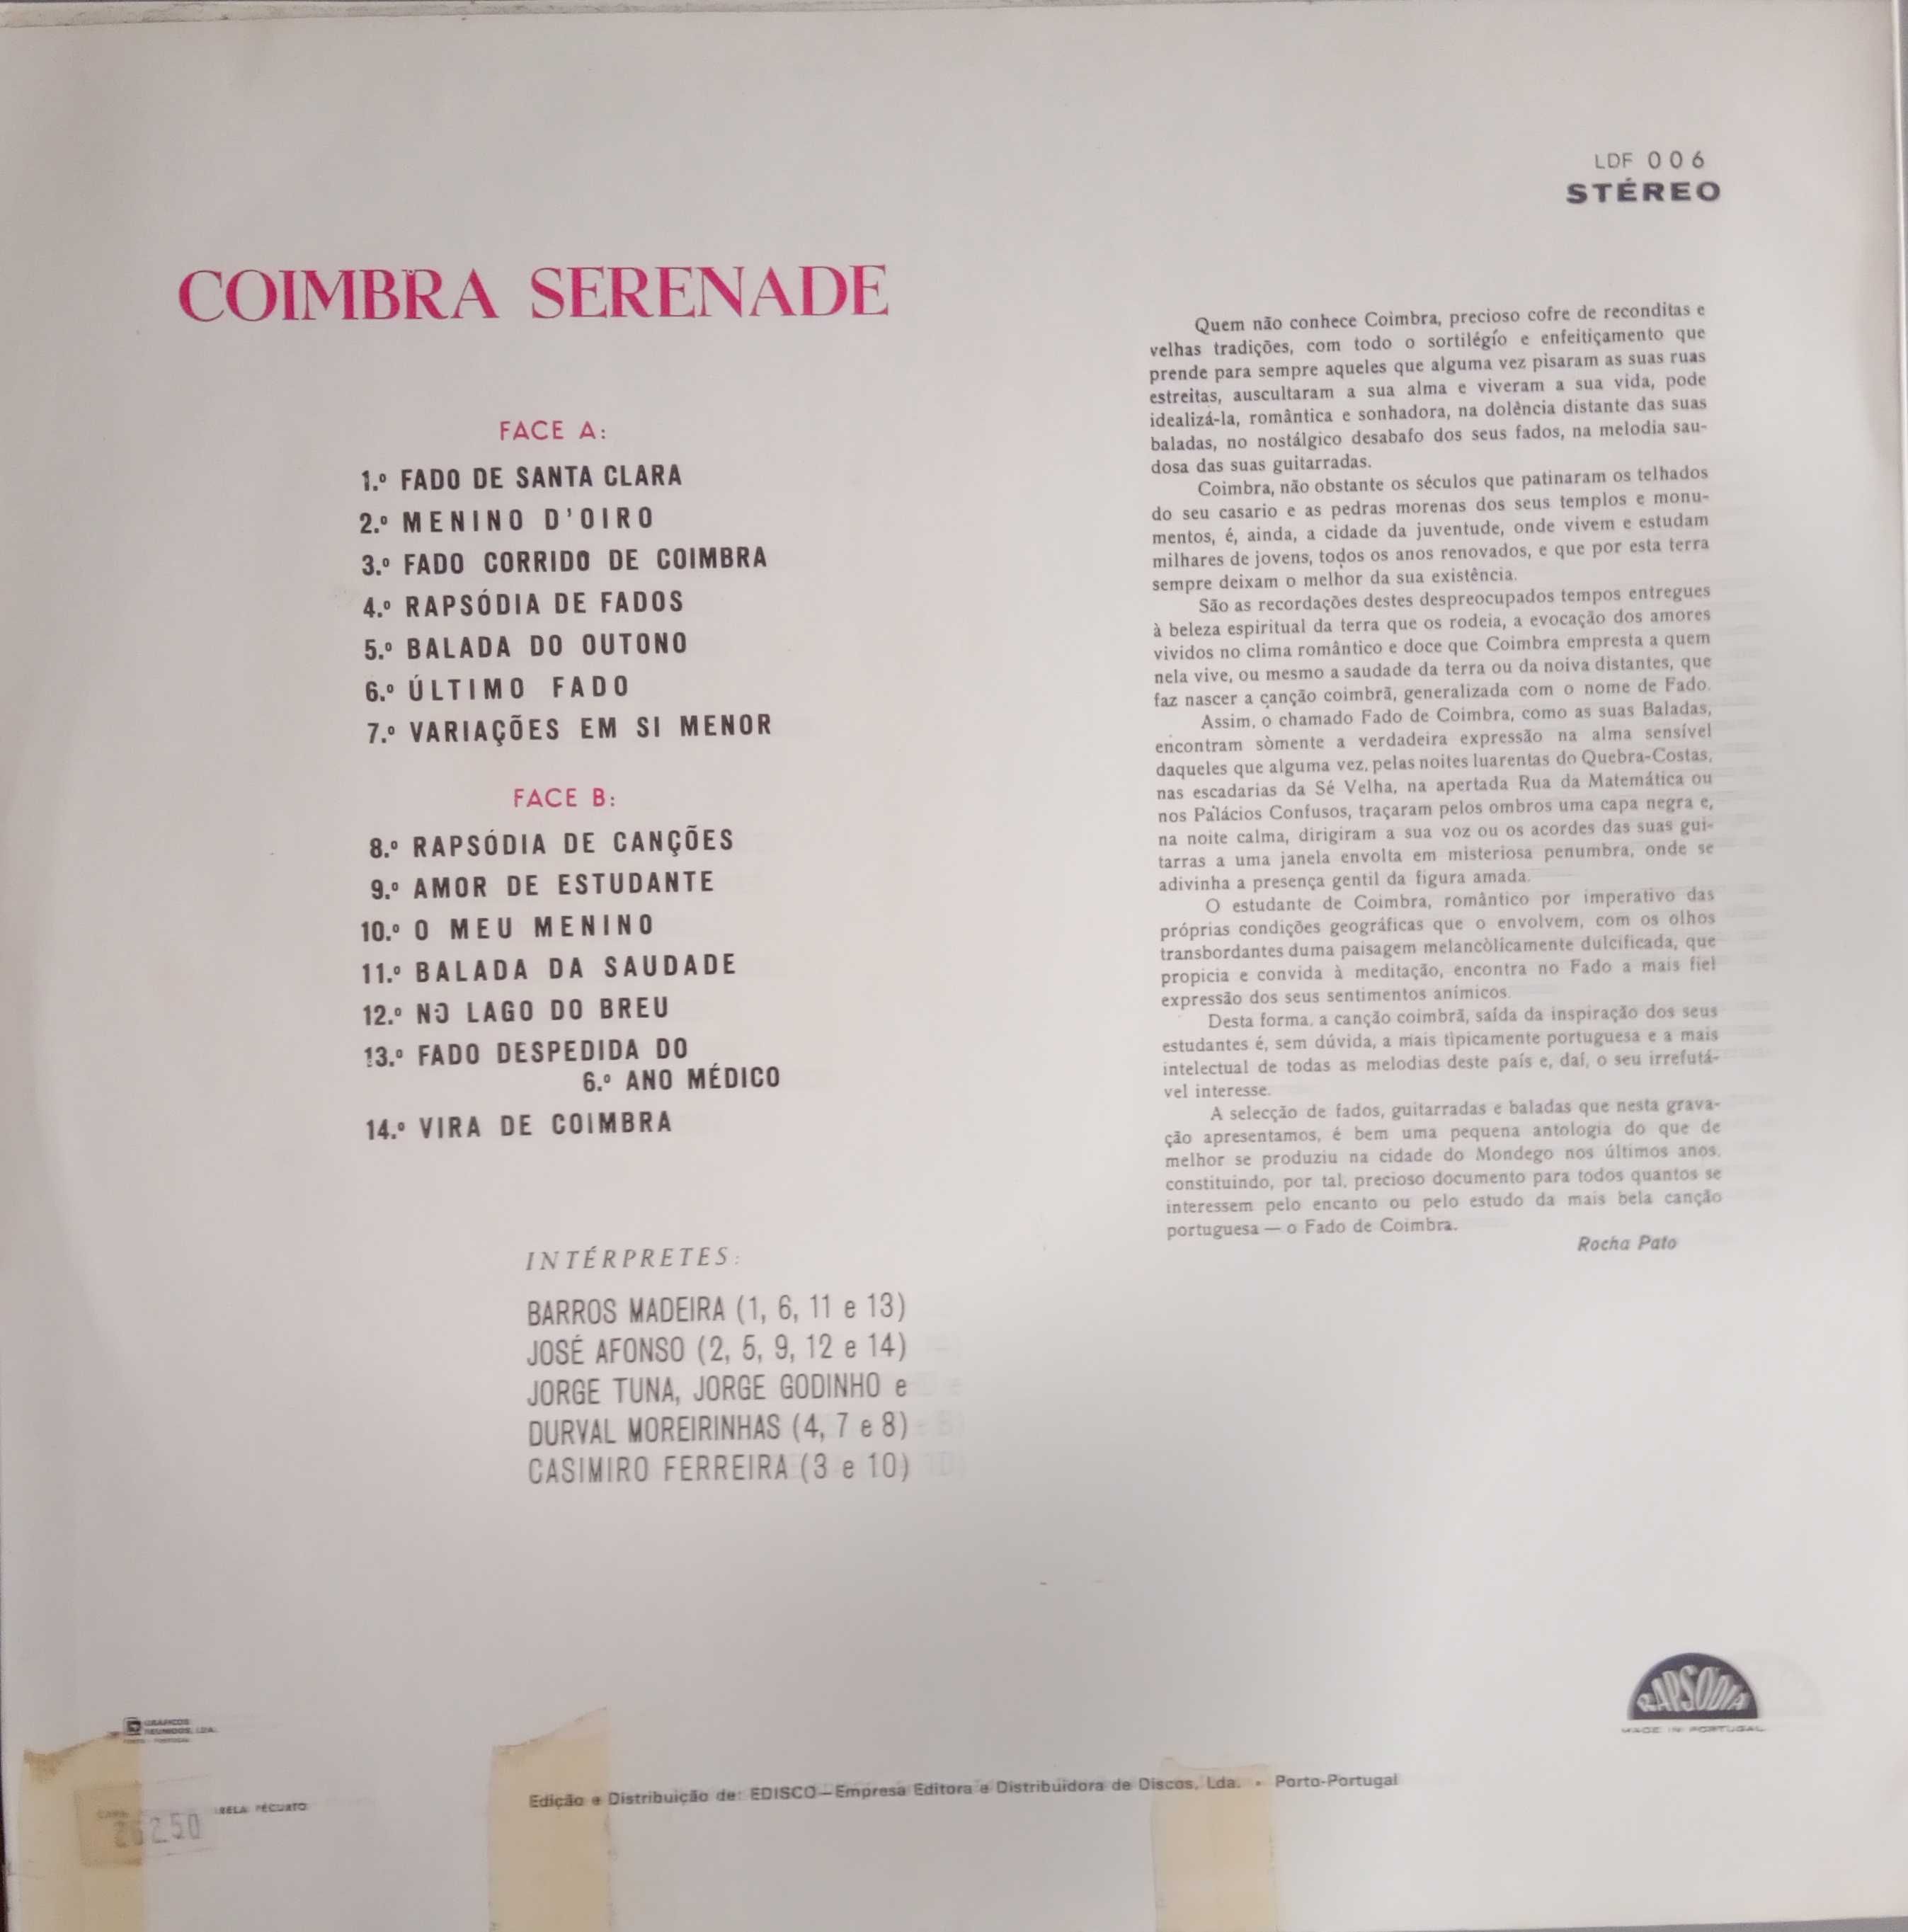 LDF 006
STÉREO
COIMBRA SERENADE
FACE A:
1.º FADO DE SANTA CLARA
2.º MENINO D'OIRO
3.º FADO CORRIDO DE COIMBRA
4.º RAPSÓDIA DE FADOS
5.º BALADA DO OUTONO
6.º ÚLTIMO FADO
7.º VARIAÇÕES EM SI MENOR
FACE B:
8.º RAPSÓDIA DE CANÇÕES
9.º AMOR DE ESTUDANTE
10.º O MEU MENINO
11.º BALADA DA SAUDADE
12.º NO LAGO DO BREU
13.º FADO DESPEDIDA DO
6.º ANO MÉDICO
14.º VIRA DE COIMBRA
INTÉRPRETES:
BARROS MADEIRA (1, 6, 11 e 13)
JOSÉ AFONSO (2, 5, 9, 12 e 14)
JORGE TUNA, JORGE GODINHO e
DURVAL MOREIRINHAS (4, 7 e 8)
CASIMIRO FERREIRA (3 e 10)
Quem não conhece Coimbra, precioso cofre de reconditas e
velhas tradições, com todo o sortilégío e enfeitiçamento que
prende para sempre aqueles que alguma vez pisaram as suas ruas
estreitas, auscultaram a sua alma e viveram a sua vida, pode
idealizá-la, romântica e sonhadora, na dolência distante das suas
baladas, no nostálgico desabafo dos seus fados, na melodia sau-
dosa das suas guitarradas.
Coimbra, não obstante os séculos que patinaram os telhados
do seu casario e as pedras morenas dos seus templos e monu-
mentos, é, ainda, a cidade da juventude, onde vivem e estudam
milhares de jovens, todos os anos renovados, e que por esta terra
sempre deixam o melhor da sua existência.
São as recordações destes despreocupados tempos entregues
à beleza espiritual da terra que os rodeia, a evocação dos amores
vividos no clima romântico e doce que Coimbra empresta a quem
nela vive, ou mesmo a saudade da terra ou da noiva distantes, que
faz nascer a canção coimbrã, generalizada com o nome de Fado.
Assim, o chamado Fado de Coimbra, como as suas Baladas,
encontram sòmente a verdadeira expressão na alma sensível
daqueles que alguma vez, pelas noites luarentas do Quebra-Costas,
nas escadarias da Sé Velha, na apertada Rua da Matemática ou
nos Palácios Confusos, traçaram pelos ombros uma capa negra e,
na noite calma, dirigiram a sua voz ou os acordes das suas gui-
tarras a uma janela envolta em misteriosa penumbra, onde se
adivinha a presença gentil da figura amada.
O estudante de Coimbra, romântico por imperativo das
próprias condições geográficas que o envolvem, com os olhos
transbordantes duma paisagem melancòlicamente dulcificada, que
propicia e convida à meditação, encontra no Fado a mais fiel
expressão dos seus sentimentos anímicos.
Desta forma, a canção coimbrã, saída da inspiração dos seus
estudantes é, sem dúvida, a mais tìpicamente portuguesa e a mais
intelectual de todas as melodias deste país e, daí, o seu irrefutá-
vel interesse.
A selecção de fados, guitarradas e baladas que nesta grava-
ção apresentamos, é bem uma pequena antologia do que de
melhor se produziu na cidade do Mondego nos últimos anos,
constituindo, por tal, precioso documento para todos quantos se
interessem pelo encanto ou pelo estudo da mais bela canção
portuguesa — o Fado de Coimbra.
Rocha Pato
RAPSODIA
MADE IN PORTUGAL
GRÁFICOS
REUNIDOS, LDA.
PORTO - PORTUGAL
Edição e Distribuição de: EDISCO — Empresa Editora e Distribuidora de Discos, Lda. • Porto-Portugal
262.50